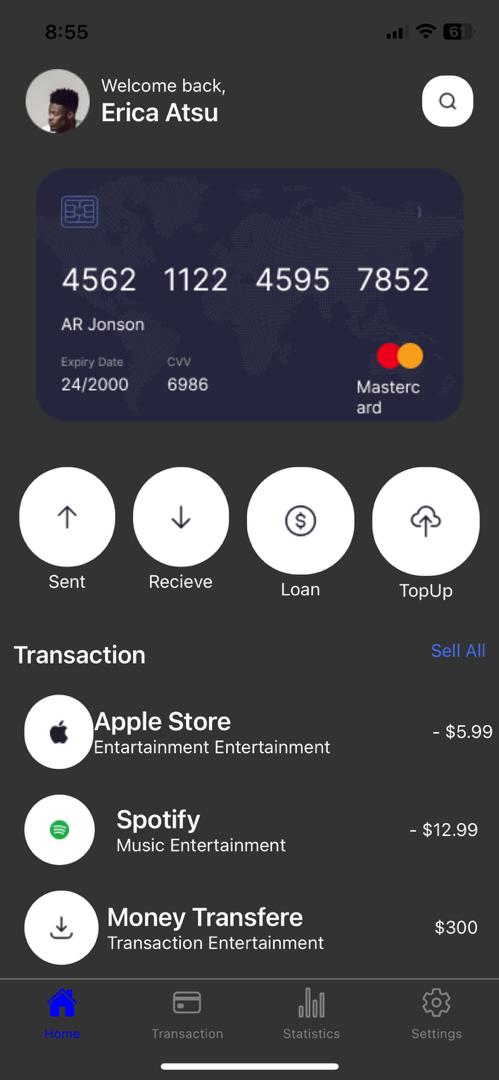 8:55
61
Welcome back,
Erica Atsu
4562 1122 4595 7852
AR Jonson
Expiry Date CVV
24/2000 6986
Masterc
ard
Sent Recieve Loan TopUp
Transaction Sell All
Apple Store
Entartainment Entertainment
- $5.99
Spotify
Music Entertainment
- $12.99
Money Transfere
Transaction Entertainment
$300
Home Transaction Statistics Settings